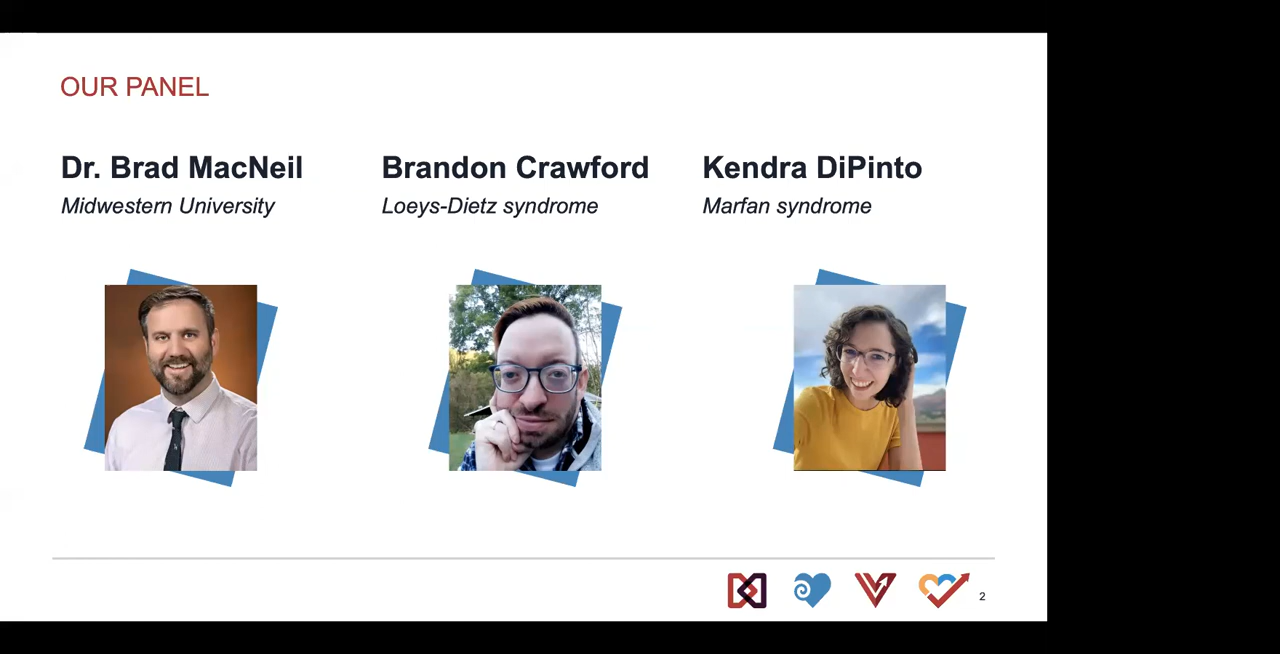 OUR PANEL
Dr. Brad MacNeil
Midwestern University
Brandon Crawford
Loeys-Dietz syndrome
Kendra DiPinto
Marfan syndrome
2